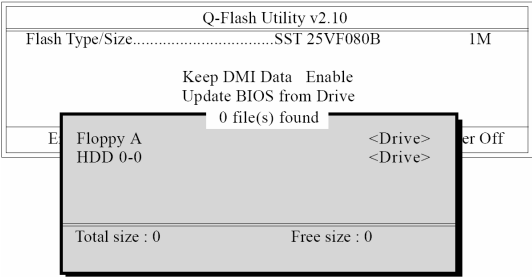 Q-Flash Utility v2.10
Flash Type/Size.................................SST 25VF080B 1M
Keep DMI Data Enable
Update BIOS from Drive
0 file(s) found
Floppy A <Drive>
HDD 0-0 <Drive>
Total size : 0 Free size : 0